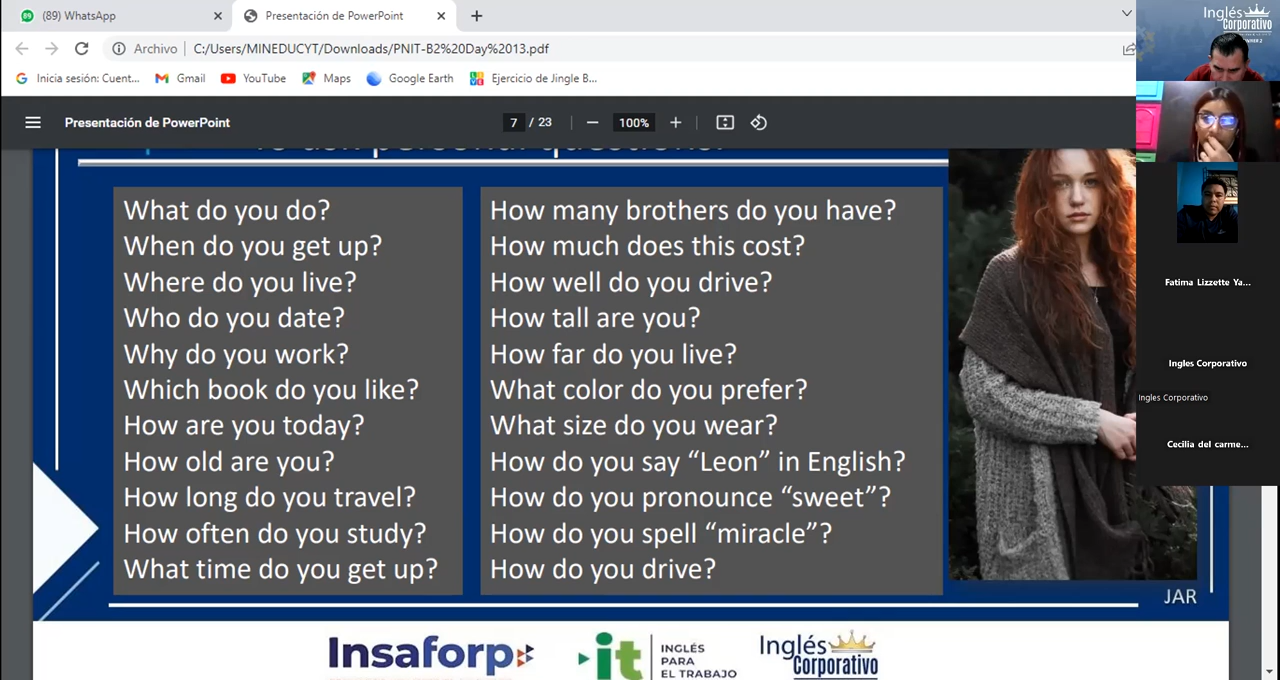 (89) WhatsApp
Presentación de PowerPoint
Archivo
C:/Users/MINEDUCYT/Downloads/PNIT-B2%20Day%2013.pdf
Inicia sesión: Cuent...
Gmail
YouTube
Maps
Google Earth
Ejercicio de Jingle B...
Presentación de PowerPoint
7 / 23
100%
What do you do?
When do you get up?
Where do you live?
Who do you date?
Why do you work?
Which book do you like?
How are you today?
How old are you?
How long do you travel?
How often do you study?
What time do you get up?
How many brothers do you have?
How much does this cost?
How well do you drive?
How tall are you?
How far do you live?
What color do you prefer?
What size do you wear?
How do you say “Leon” in English?
How do you pronounce “sweet”?
How do you spell “miracle”?
How do you drive?
JAR
Insaforp
it
INGLÉS
PARA
EL TRABAJO
Inglés
Corporativo
Inglés
Corporativo
Fatima Lizzette Ya...
Ingles Corporativo
Ingles Corporativo
Cecilia del carme...